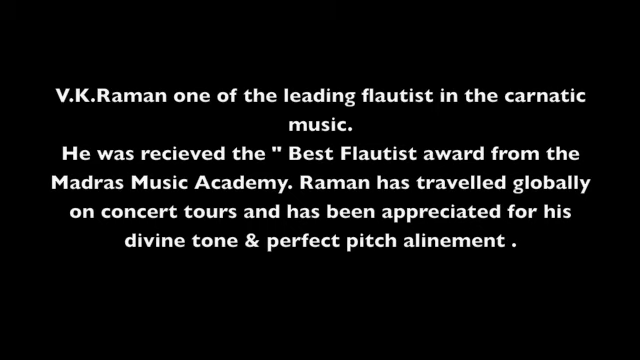 V.K.Raman one of the leading flautist in the carnatic
music.
He was recieved the " Best Flautist award from the
Madras Music Academy. Raman has travelled globally
on concert tours and has been appreciated for his
divine tone & perfect pitch alinement .